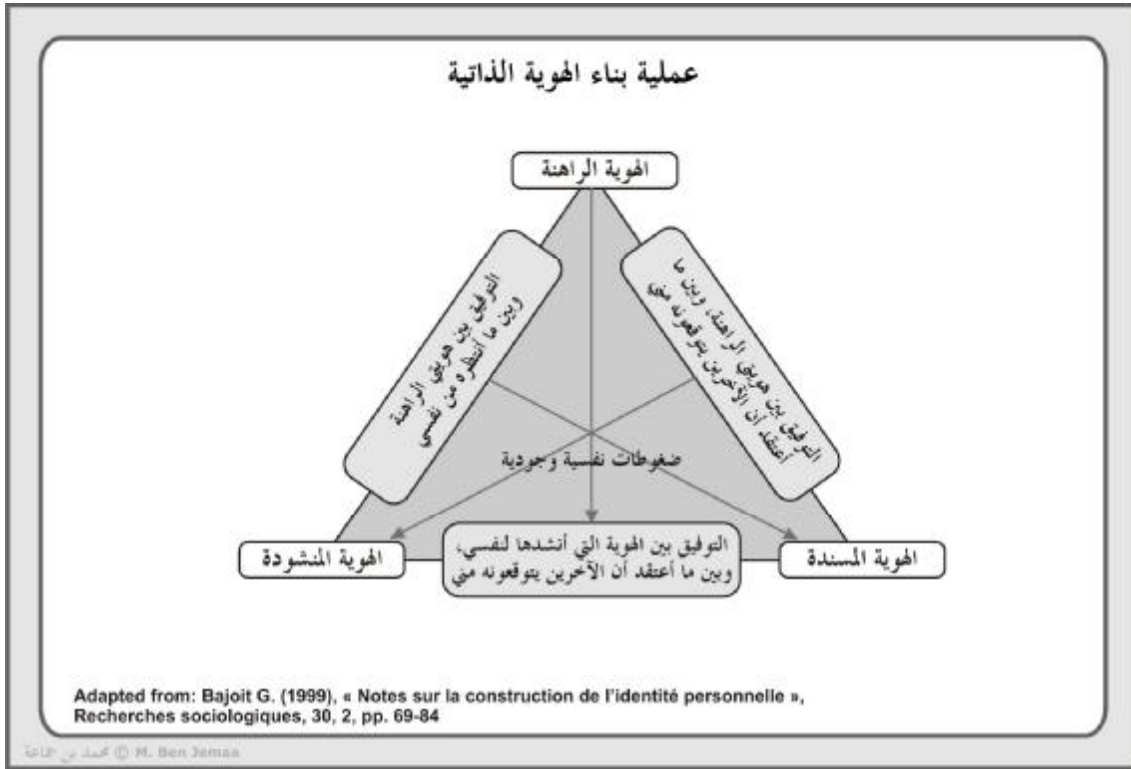 عملية بناء الهوية الذاتية
الهوية الراهنة
التوفيق بين هويتي الراهنة، وبين ما
أعتقد أن الآخرين يتوقعونه مني
التوفيق بين هويتي الراهنة
وبين ما أنتظره من نفسي
ضغوطات نفسية وجودية
الهوية المسندة
التوفيق بين الهوية التي أنشدها لنفسي،
وبين ما أعتقد أن الآخرين يتوقعونه مني
الهوية المنشودة
Adapted from: Bajoit G. (1999), « Notes sur la construction de l'identité personnelle »,
Recherches sociologiques, 30, 2, pp. 69-84
محمد بن جماعة © M. Ben Jemaa